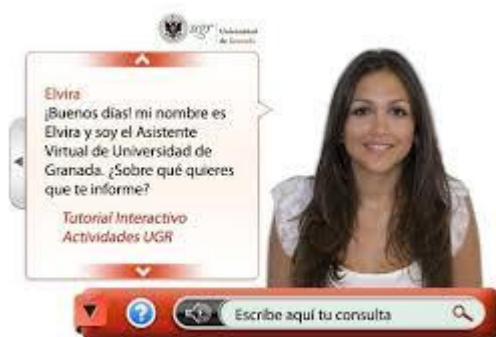 ugr Universidad
de Granada
Elvira
¡Buenos días! mi nombre es
Elvira y soy el Asistente
Virtual de Universidad de
Granada. ¿Sobre qué quieres
que te informe?
Tutorial Interactivo
Actividades UGR
? Escribe aquí tu consulta